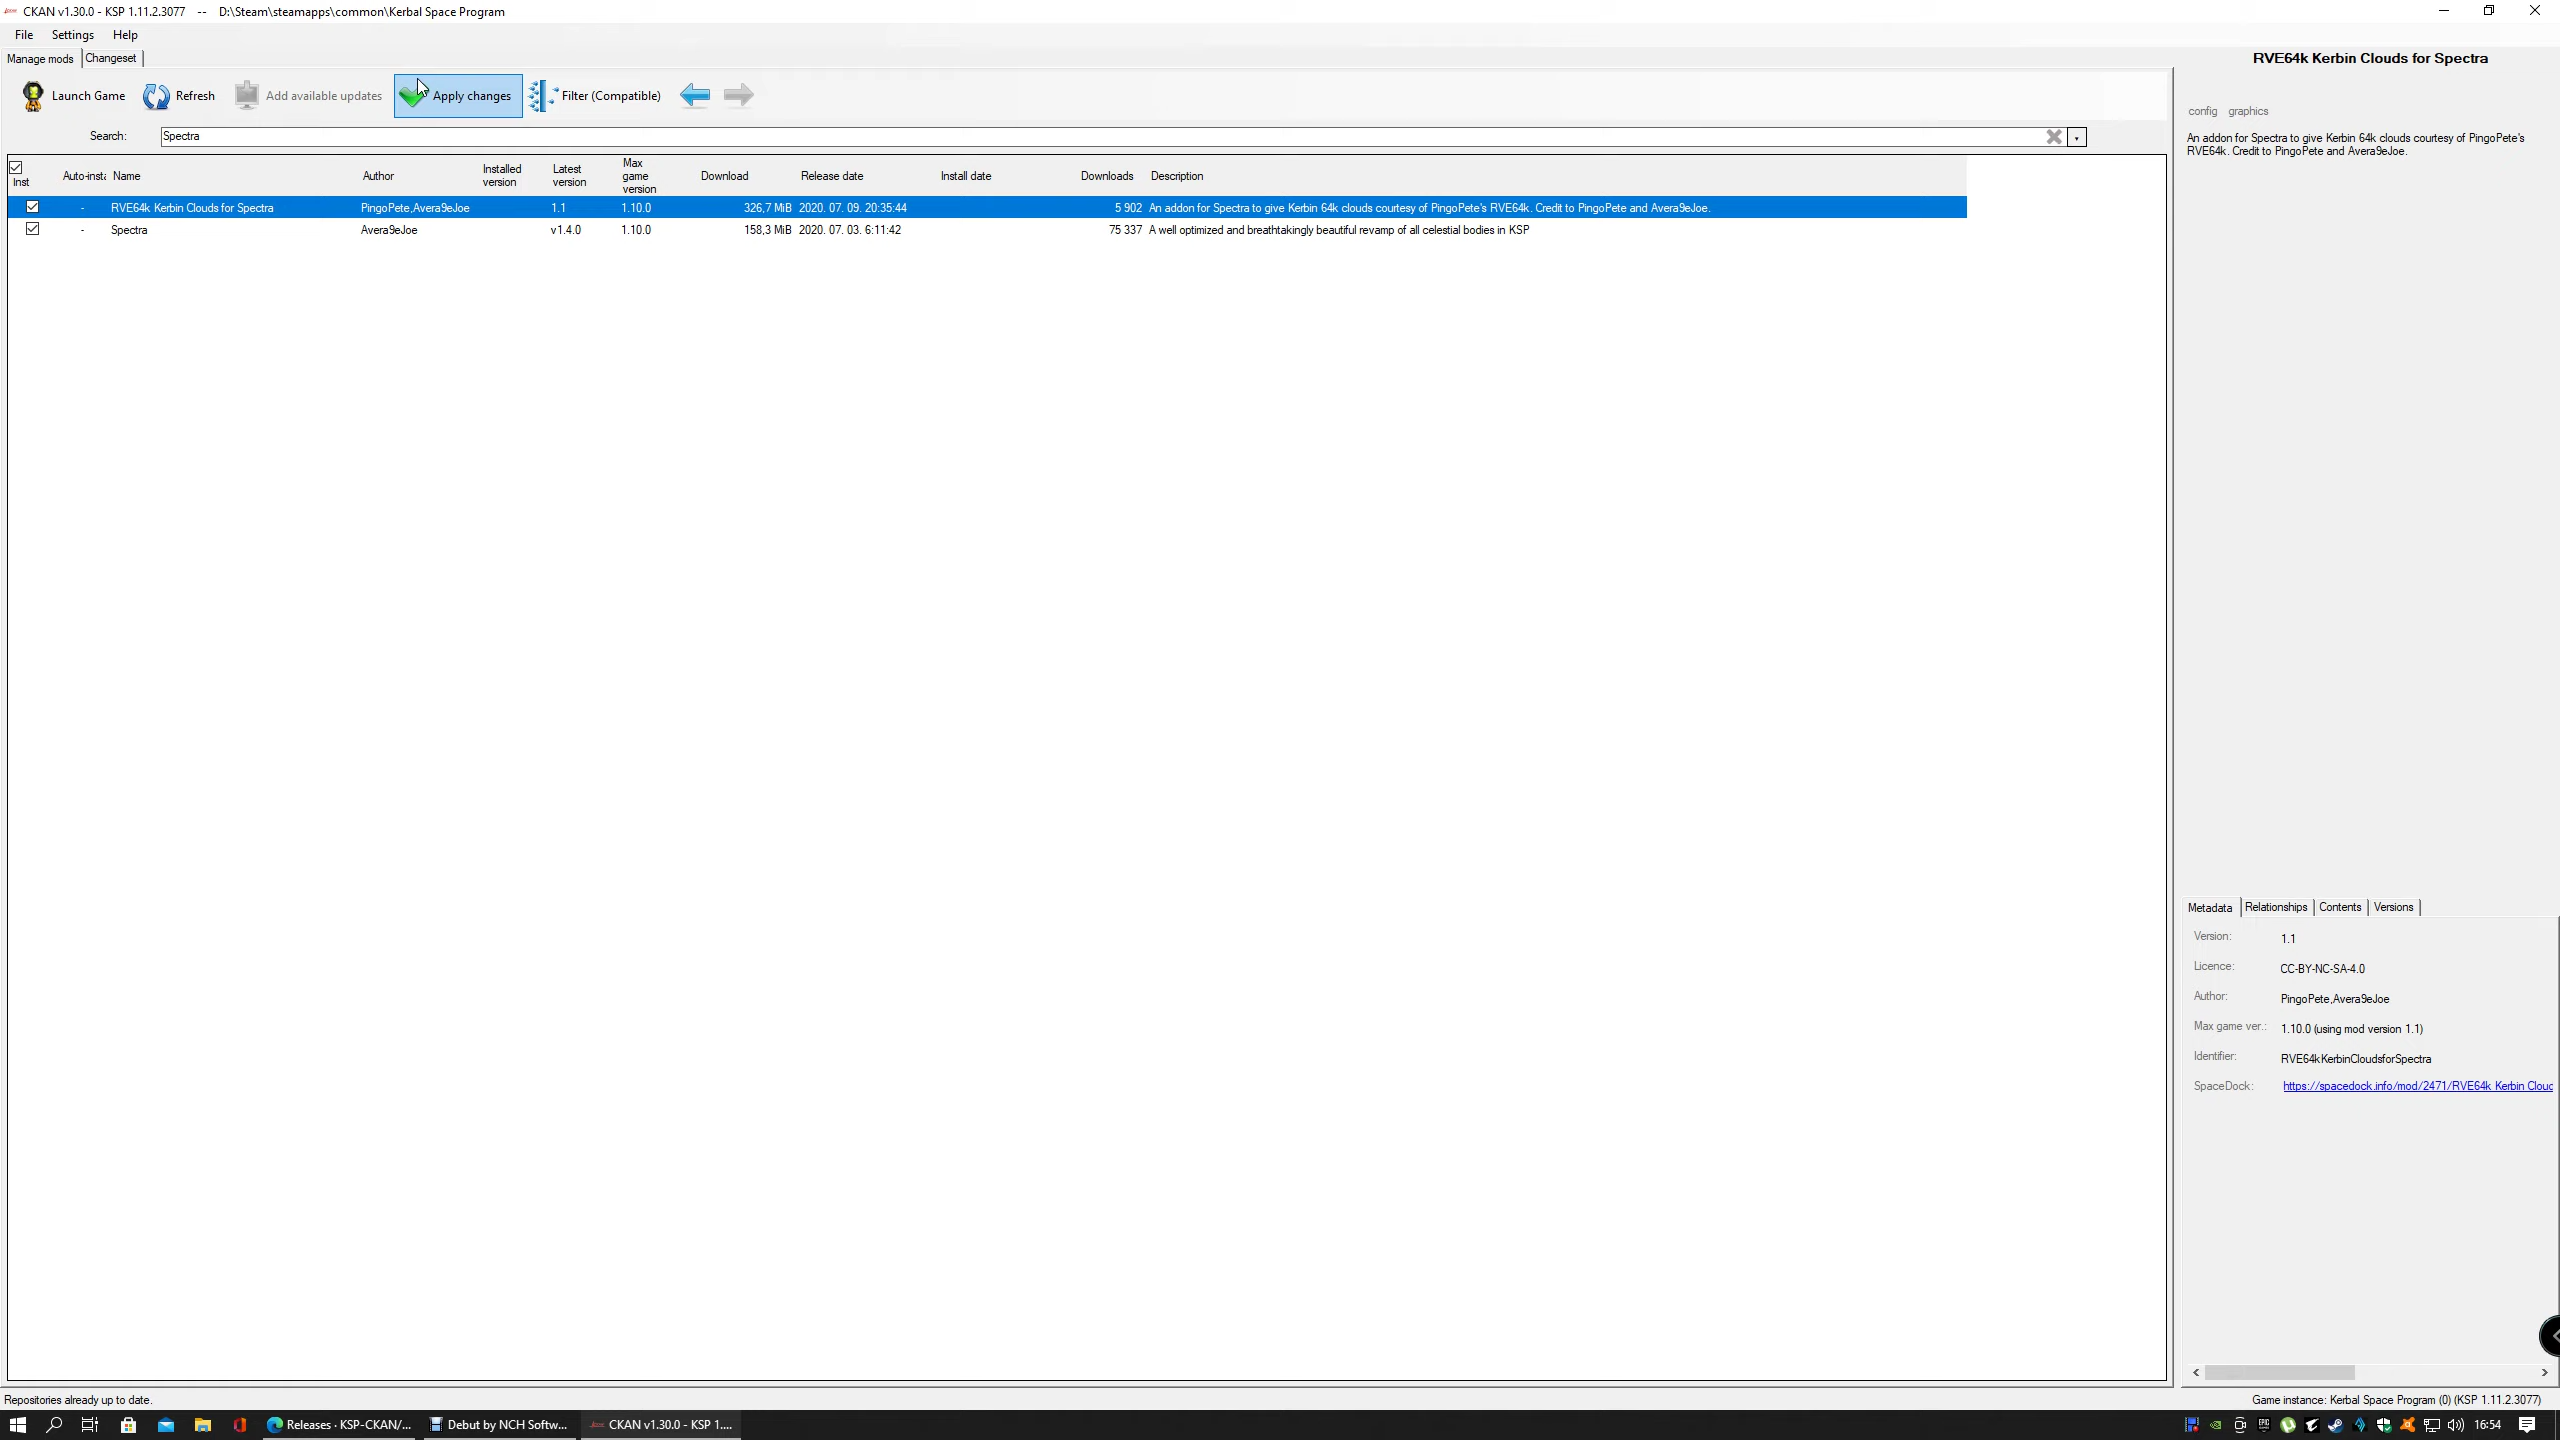 CKAN v1.30.0 - KSP 1.11.2.3077 -- D:\Steam\steamapps\common\Kerbal Space Program
File Settings Help
Manage mods Changeset
RVE64k Kerbin Clouds for Spectra
Launch Game Refresh Add available updates Apply changes Filter (Compatible)
config graphics
Search: Spectra
An addon for Spectra to give Kerbin 64k clouds courtesy of PingoPete's
RVE64k. Credit to PingoPete and Avera9eJoe.
Inst Auto-insta Name Author Installed version Latest version Max game version Download Release date Install date Downloads Description
RVE64k Kerbin Clouds for Spectra PingoPete,Avera9eJoe 1.1 1.10.0 326,7 MiB 2020. 07. 09. 20:35:44 5 902 An addon for Spectra to give Kerbin 64k clouds courtesy of PingoPete's RVE64k. Credit to PingoPete and Avera9eJoe.
- Spectra Avera9eJoe v1.4.0 1.10.0 158,3 MiB 2020. 07. 03. 6:11:42 75 337 A well optimized and breathtakingly beautiful revamp of all celestial bodies in KSP
Metadata Relationships Contents Versions
Version: 1.1
Licence: CC-BY-NC-SA-4.0
Author: PingoPete,Avera9eJoe
Max game ver.: 1.10.0 (using mod version 1.1)
Identifier: RVE64kKerbinCloudsforSpectra
SpaceDock: https://spacedock.info/mod/2471/RVE64k Kerbin Clouc
Repositories already up to date.
Game instance: Kerbal Space Program (0) (KSP 1.11.2.3077)
Releases · KSP-CKAN/... Debut by NCH Softw... CKAN v1.30.0 - KSP 1.... 16:54